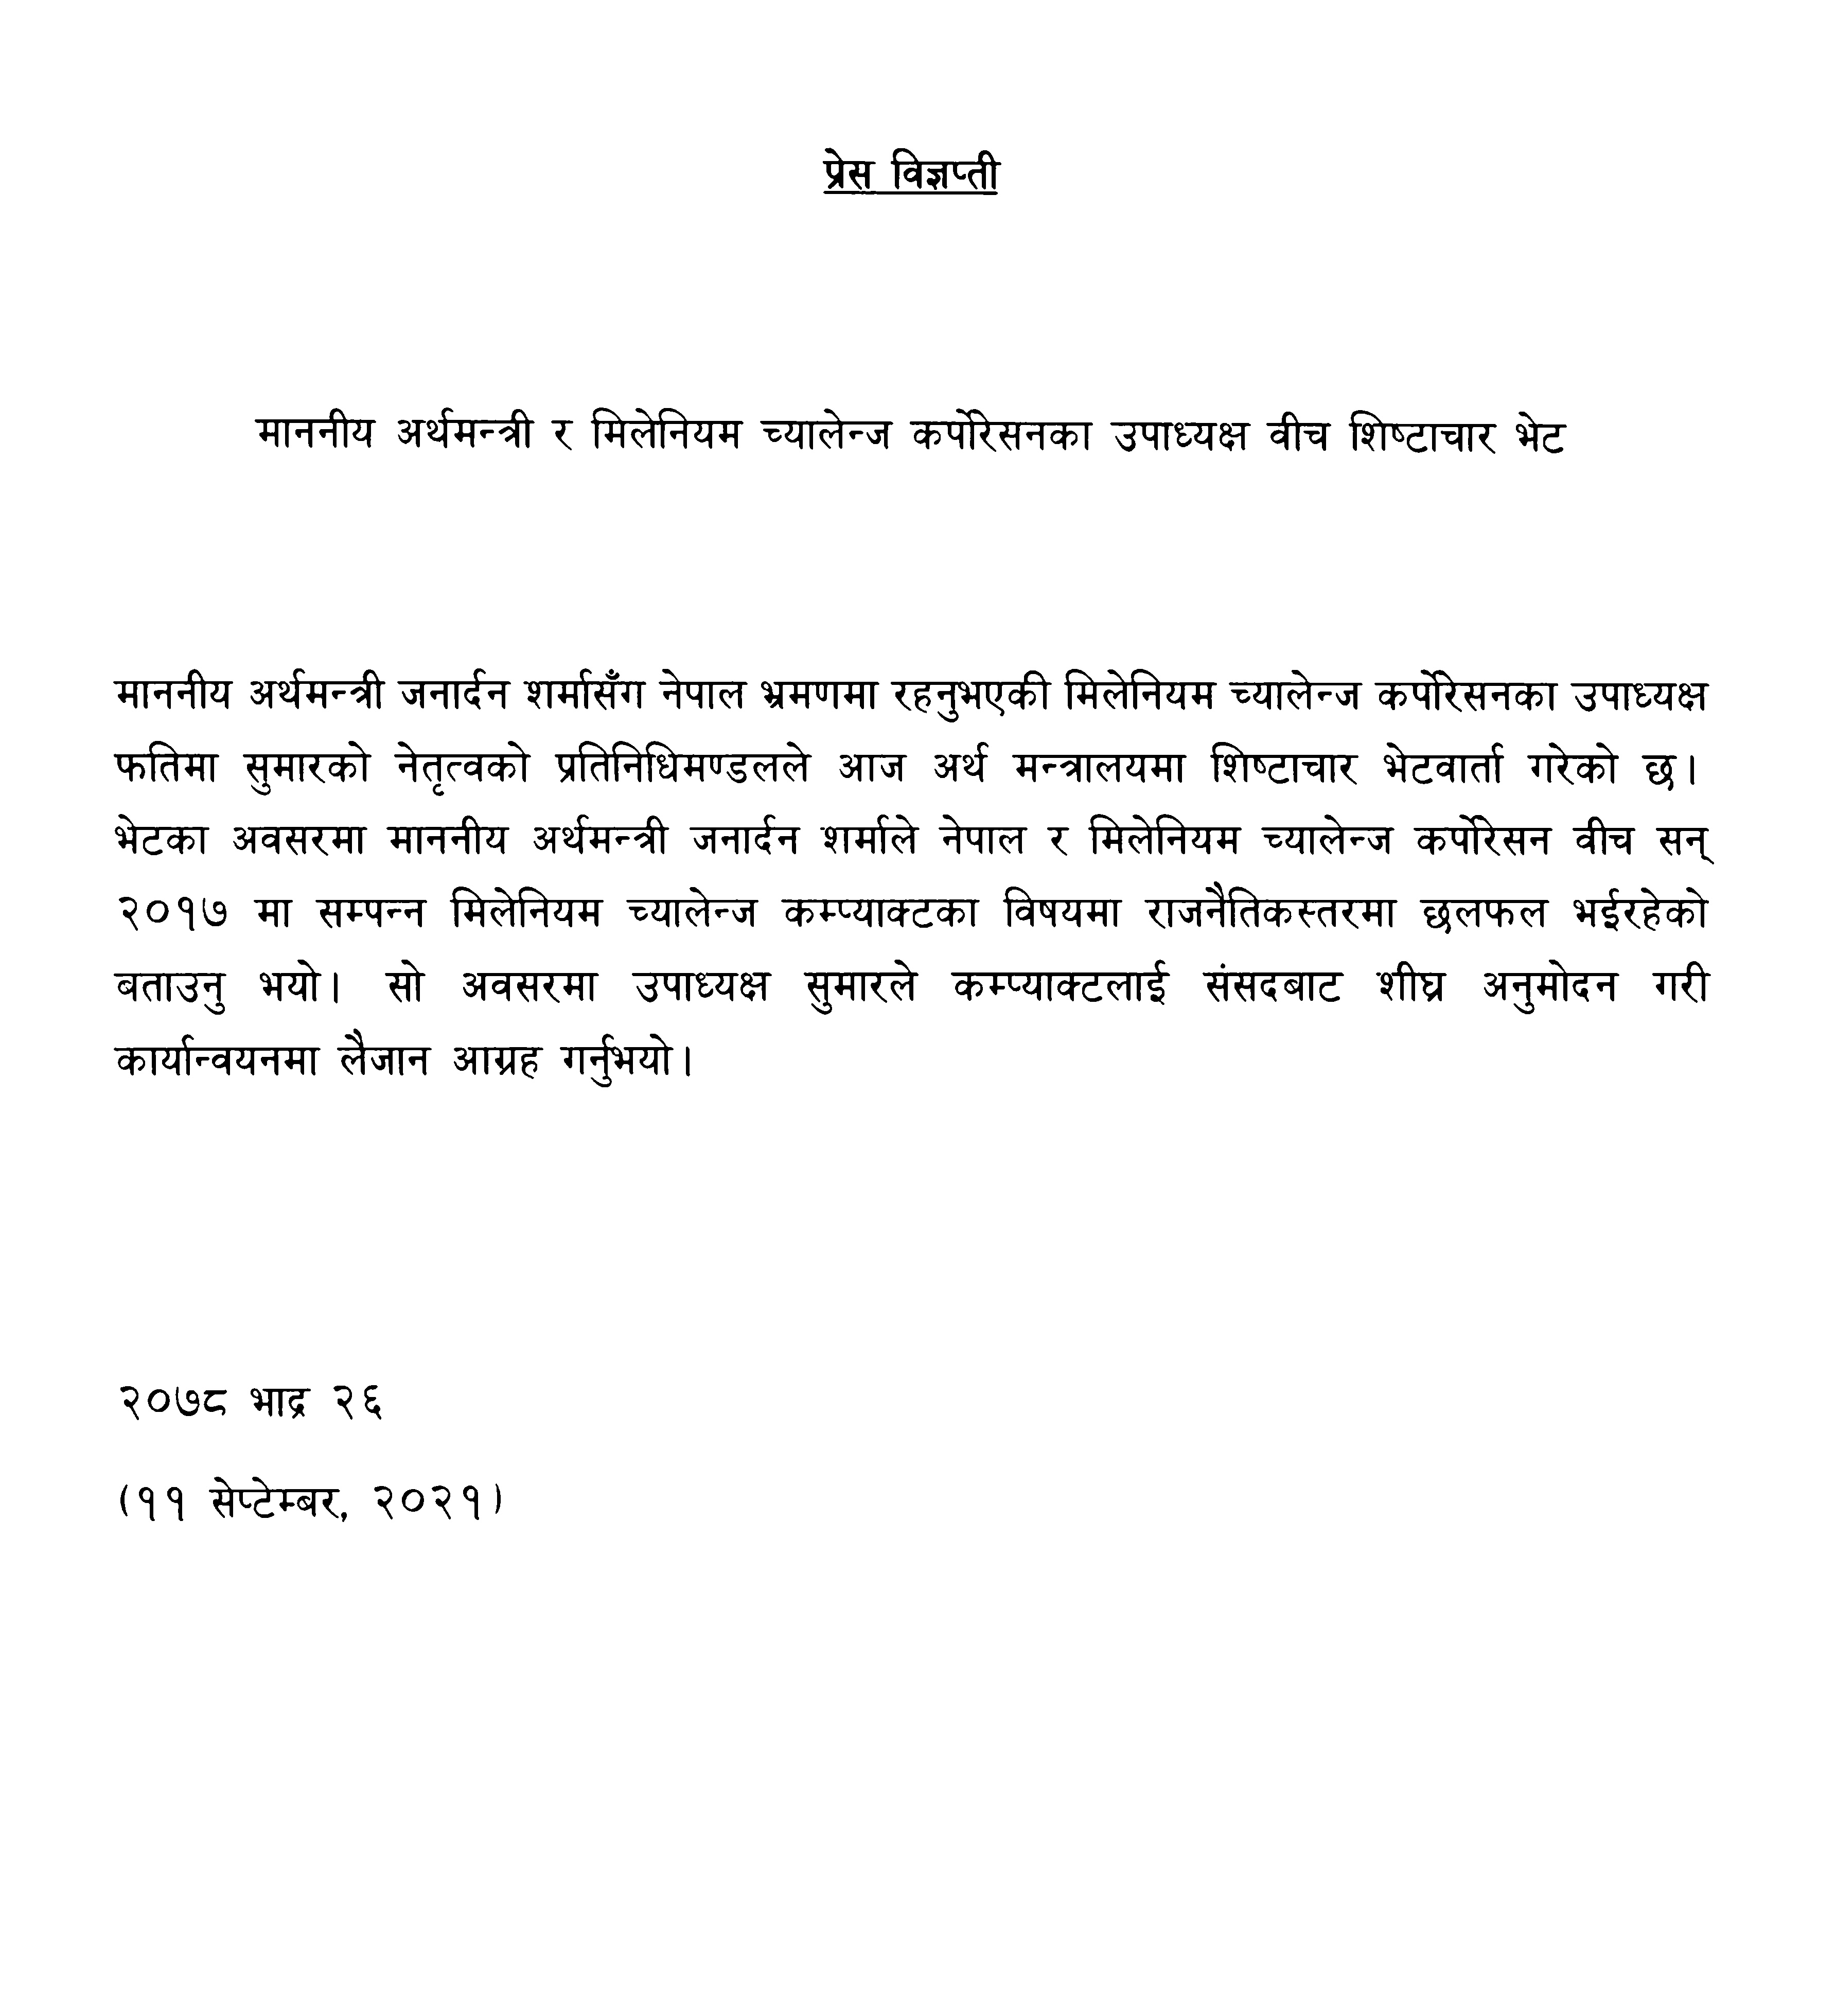 प्रेस विज्ञप्ती
माननीय अर्थमन्त्री र मिलेनियम च्यालेन्ज कर्पोरेसनका उपाध्यक्ष वीच शिष्टाचार भेट
माननीय अर्थमन्त्री जनार्दन शर्मासँग नेपाल भ्रमणमा रहनुभएकी मिलेनियम च्यालेन्ज कर्पोरेसनका उपाध्यक्ष
फतिमा सुमारको नेतृत्वको प्रतिनिधिमण्डलले आज अर्थ मन्त्रालयमा शिष्टाचार भेटवार्ता गरेको छ।
भेटका अवसरमा माननीय अर्थमन्त्री जनार्दन शर्माले नेपाल र मिलेनियम च्यालेन्ज कर्पोरेसन वीच सन्
२०१७ मा सम्पन्न मिलेनियम च्यालेन्ज कम्प्याक्टका विषयमा राजनैतिकस्तरमा छलफल भईरहेको
बताउनु भयो। सो अवसरमा उपाध्यक्ष सुमारले कम्प्याक्टलाई संसदबाट शीघ्र अनुमोदन गरी
कार्यान्वयनमा लैजान आग्रह गर्नुभयो।
२०७८ भाद्र २६
(११ सेप्टेम्बर, २०२१)